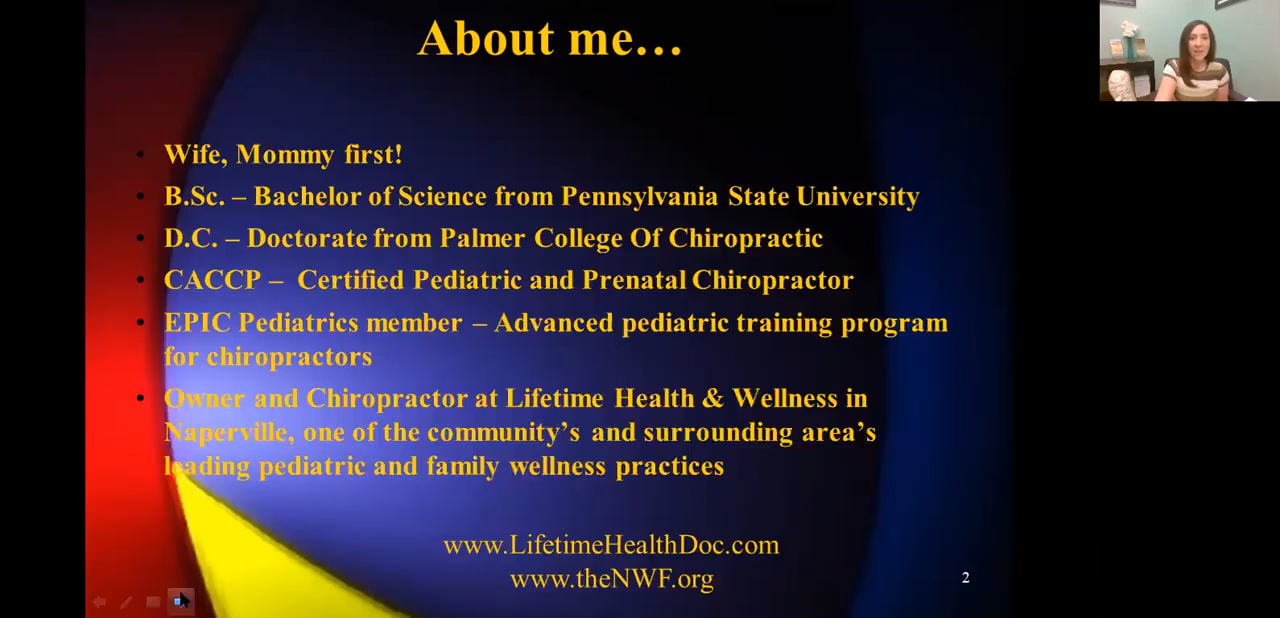 About me…
• Wife, Mommy first!
• B.Sc. – Bachelor of Science from Pennsylvania State University
• D.C. – Doctorate from Palmer College Of Chiropractic
• CACCP – Certified Pediatric and Prenatal Chiropractor
• EPIC Pediatrics member – Advanced pediatric training program
for chiropractors
• Owner and Chiropractor at Lifetime Health & Wellness in
Naperville, one of the community's and surrounding area's
leading pediatric and family wellness practices
www.LifetimeHealthDoc.com
www.theNWF.org
2